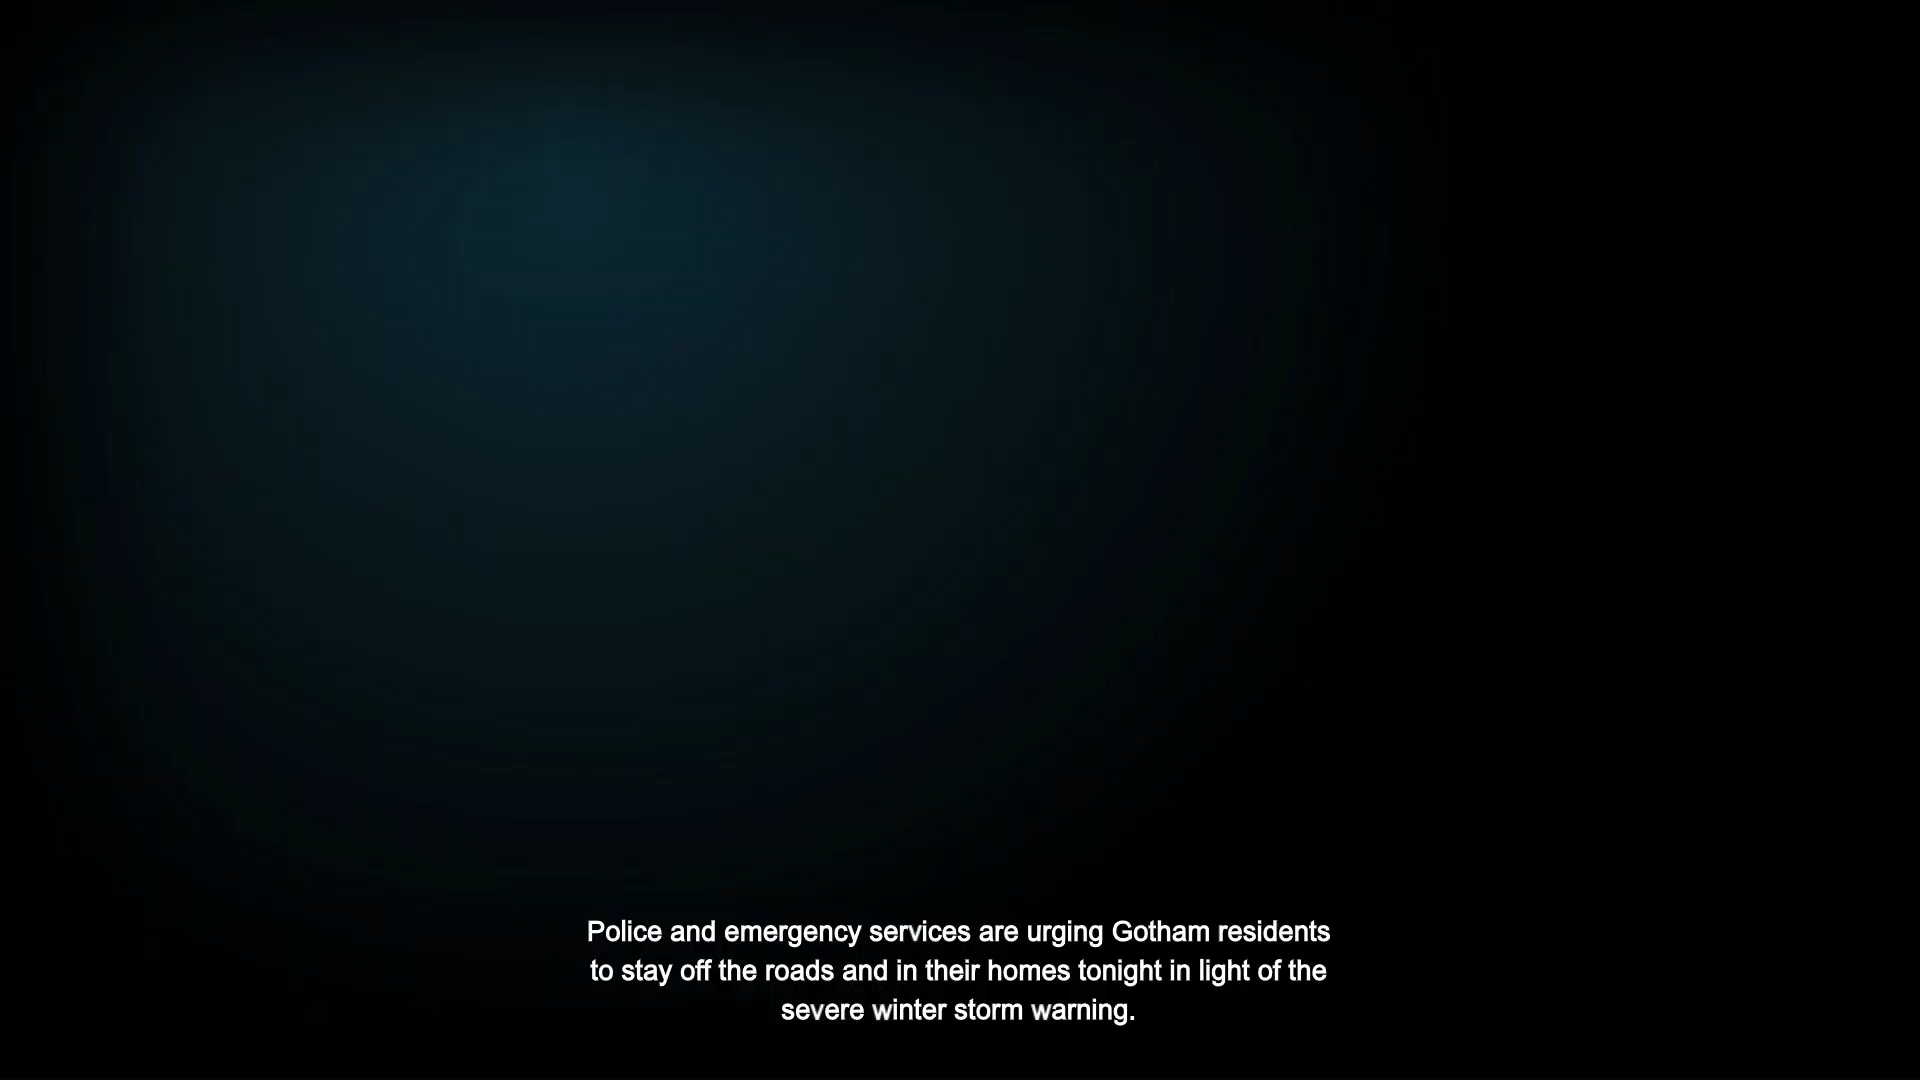 Police and emergency services are urging Gotham residents
to stay off the roads and in their homes tonight in light of the
severe winter storm warning.